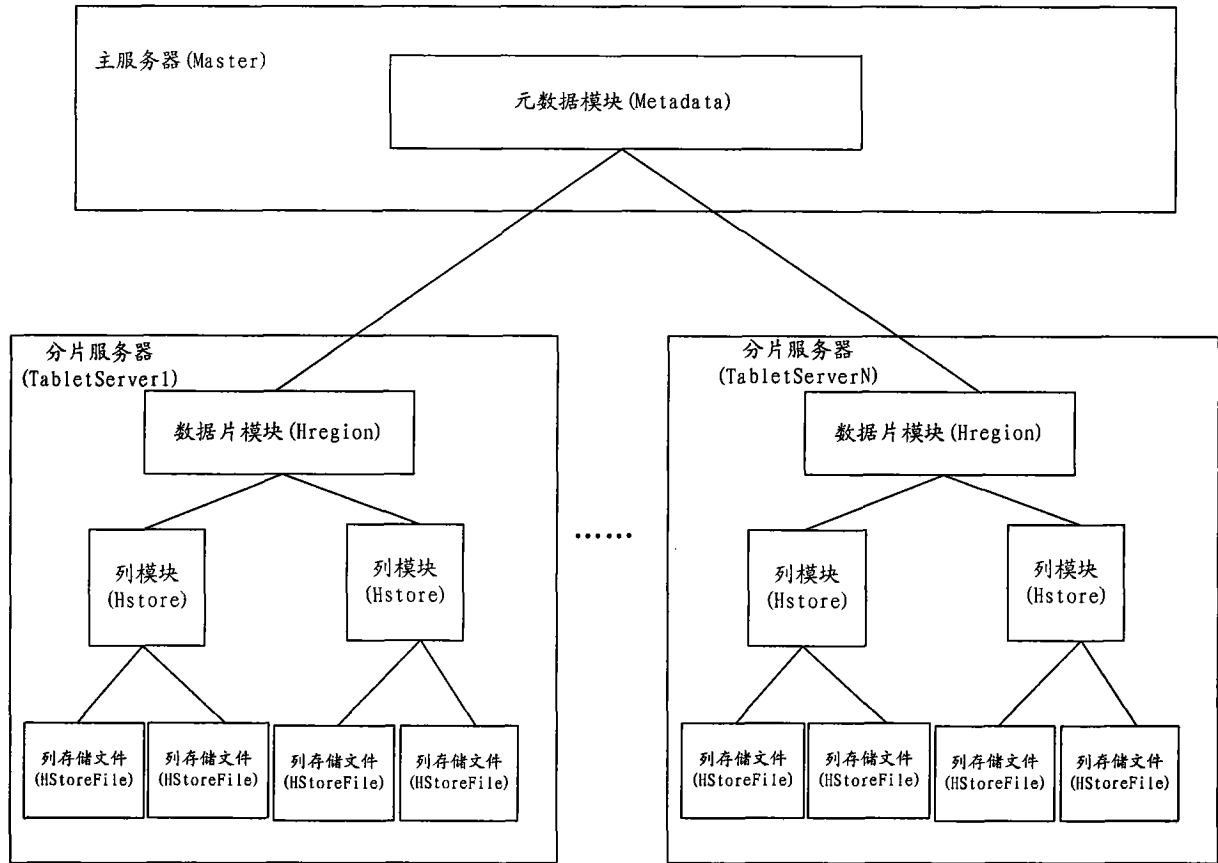 主服务器(Master)
元数据模块(Metadata)
分片服务器
(TabletServer1)
分片服务器
(TabletServerN)
数据片模块(Hregion)
数据片模块(Hregion)
......
列模块
(Hstore)
列模块
(Hstore)
列模块
(Hstore)
列模块
(Hstore)
列存储文件
(HStoreFile)
列存储文件
(HStoreFile)
列存储文件
(HStoreFile)
列存储文件
(HStoreFile)
列存储文件
(HStoreFile)
列存储文件
(HStoreFile)
列存储文件
(HStoreFile)
列存储文件
(HStoreFile)